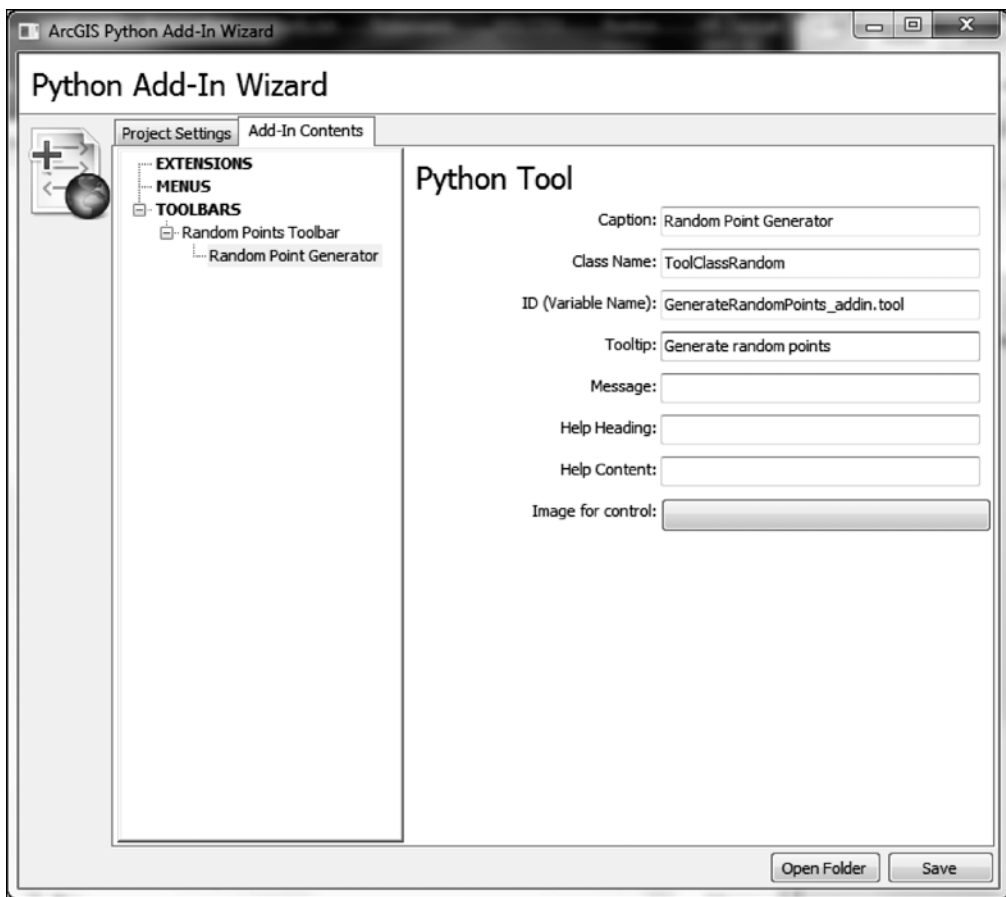 ArcGIS Python Add-In Wizard
Python Add-In Wizard
Project Settings
Add-In Contents
EXTENSIONS
MENUS
TOOLBARS
Random Points Toolbar
Random Point Generator
Python Tool
Caption: Random Point Generator
Class Name: ToolClassRandom
ID (Variable Name): GenerateRandomPoints_addin.tool
Tooltip: Generate random points
Message:
Help Heading:
Help Content:
Image for control:
Open Folder
Save